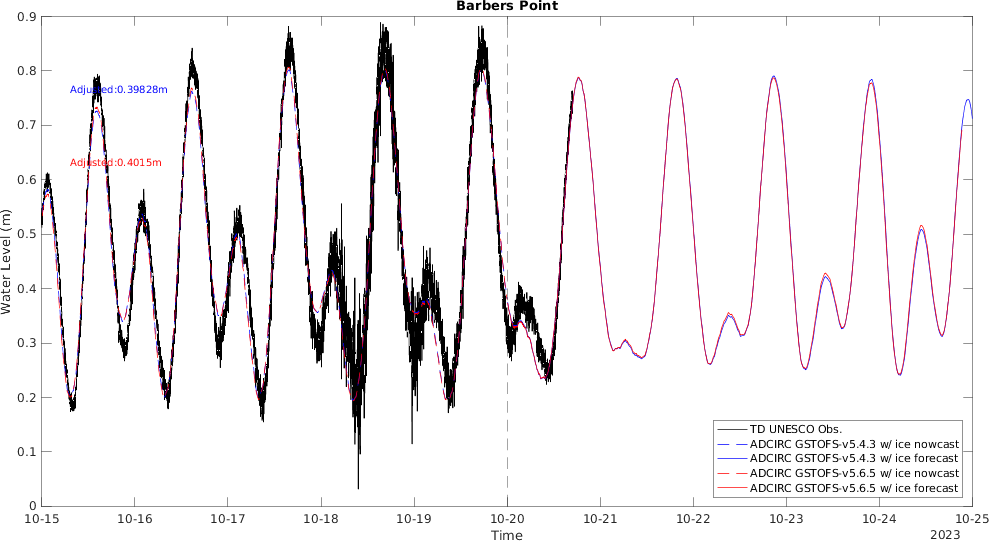 Barbers Point
0.9
0.8
0.7
0.6
0.5
0.4
0.3
0.2
0.1
0
Water Level (m)
Adjusted:0.39828m
Adjusted:0.4015m
TD UNESCO Obs.
ADCIRC GSTOFS-v5.4.3 w/ ice nowcast
ADCIRC GSTOFS-v5.4.3 w/ ice forecast
ADCIRC GSTOFS-v5.6.5 w/ ice nowcast
ADCIRC GSTOFS-v5.6.5 w/ ice forecast
10-15 10-16 10-17 10-18 10-19 10-20 10-21 10-22 10-23 10-24 10-25
Time
2023